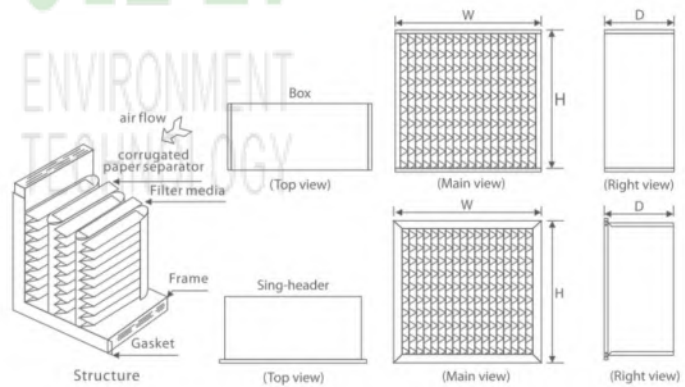 ENVIRONMENT
TECHNOLOGY
air flow
corrugated
paper separator
Filter media
Frame
Gasket
Structure
Box
(Top view)
W
H
(Main view)
D
(Right view)
Sing-header
(Top view)
W
H
(Main view)
D
(Right view)